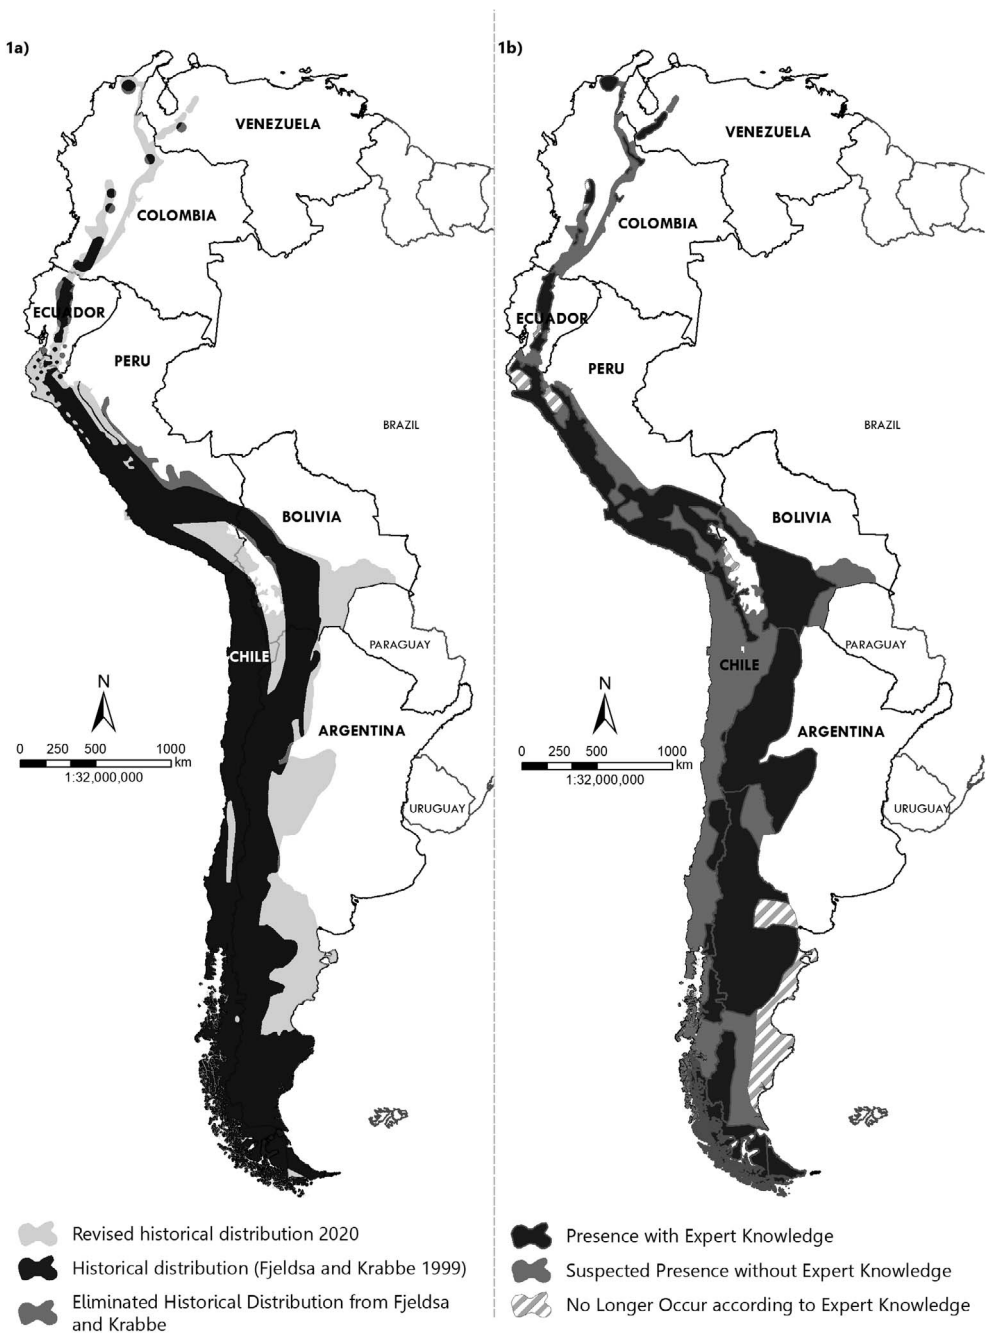 1a)
VENEZUELA
COLOMBIA
ECUADOR
PERU
BRAZIL
BOLIVIA
PARAGUAY
CHILE
N
ARGENTINA
0 250 500 1000
km
1:32,000,000
URUGUAY
Revised historical distribution 2020
Historical distribution (Fjeldsa and Krabbe 1999)
Eliminated Historical Distribution from Fjeldsa
and Krabbe
1b)
VENEZUELA
COLOMBIA
ECUADOR
PERU
BRAZIL
BOLIVIA
PARAGUAY
CHILE
N
ARGENTINA
0 250 500 1000
km
1:32,000,000
URUGUAY
Presence with Expert Knowledge
Suspected Presence without Expert Knowledge
No Longer Occur according to Expert Knowledge